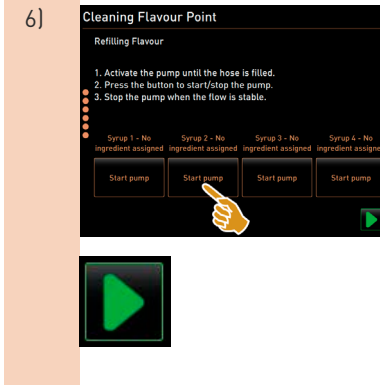 6)
Cleaning Flavour Point
Refilling Flavour
1. Activate the pump until the hose is filled.
2. Press the button to start/stop the pump.
3. Stop the pump when the flow is stable.
Syrup 1 - No Syrup 2 - No Syrup 3 - No Syrup 4 - No
ingredient assigned ingredient assigned ingredient assigned ingredient assigne
Start pump Start pump Start pump Start pump